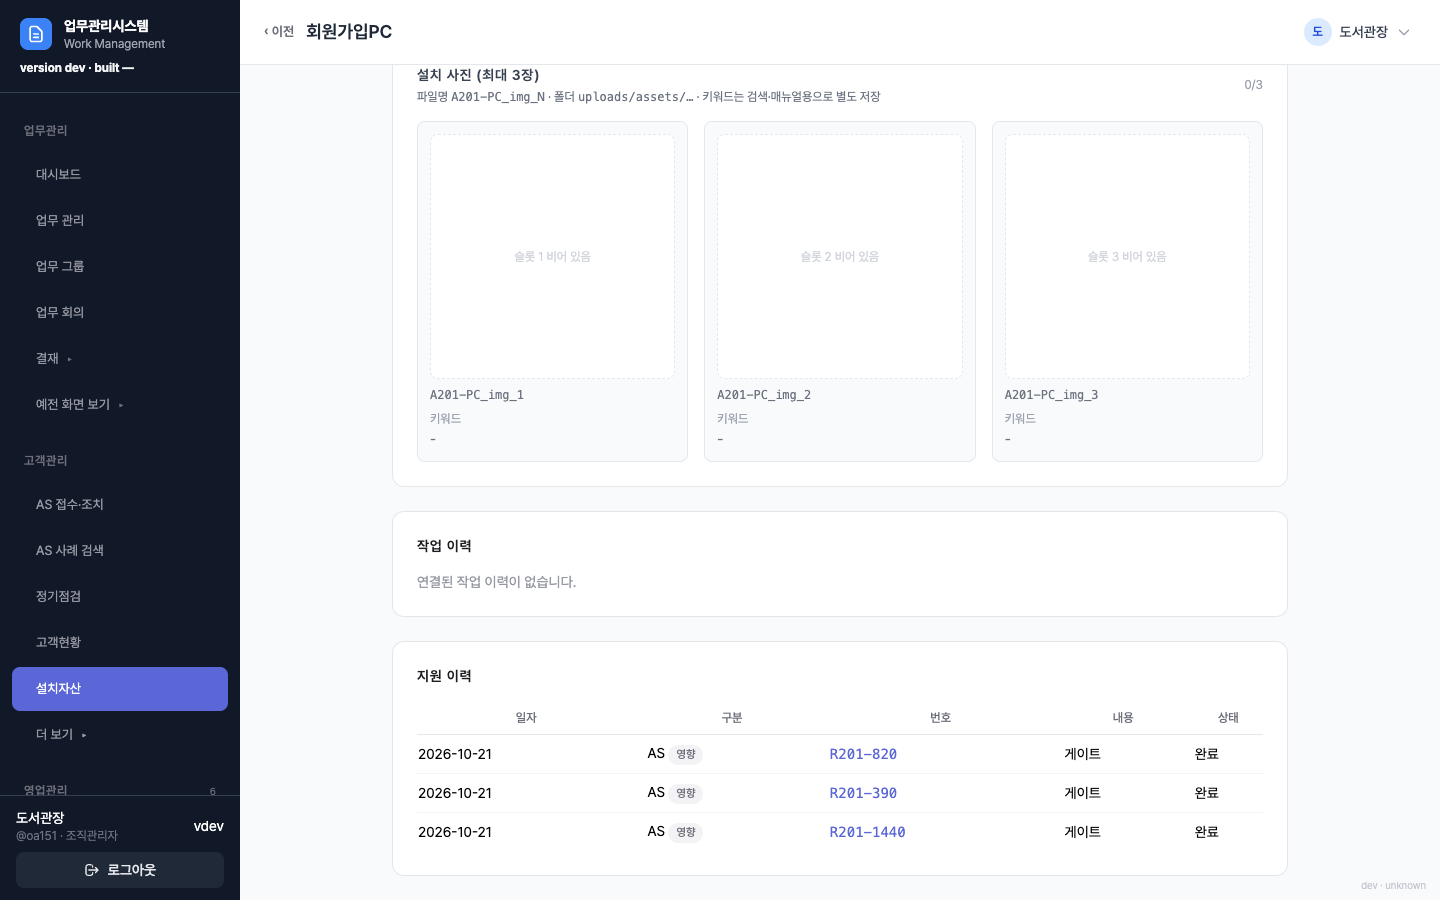 업무관리시스템
Work Management
version dev · built —
업무관리
대시보드
업무 관리
업무 그룹
업무 회의
결재 ▸
예전 화면 보기 ▸
고객관리
AS 접수·조치
AS 사례 검색
정기점검
고객현황
설치자산
더 보기 ▸
영업관리 6
도서관장
@oa151 · 조직관리자
vdev
로그아웃
‹ 이전 회원가입PC
도 도서관장
설치 사진 (최대 3장)
파일명 A201-PC_img_N · 폴더 uploads/assets/… · 키워드는 검색·매뉴얼용으로 별도 저장
0/3
슬롯 1 비어 있음
슬롯 2 비어 있음
슬롯 3 비어 있음
A201-PC_img_1
A201-PC_img_2
A201-PC_img_3
키워드
키워드
키워드
-
-
-
작업 이력
연결된 작업 이력이 없습니다.
지원 이력
일자 구분 번호 내용 상태
2026-10-21 AS 영향 R201-820 게이트 완료
2026-10-21 AS 영향 R201-390 게이트 완료
2026-10-21 AS 영향 R201-1440 게이트 완료
dev · unknown